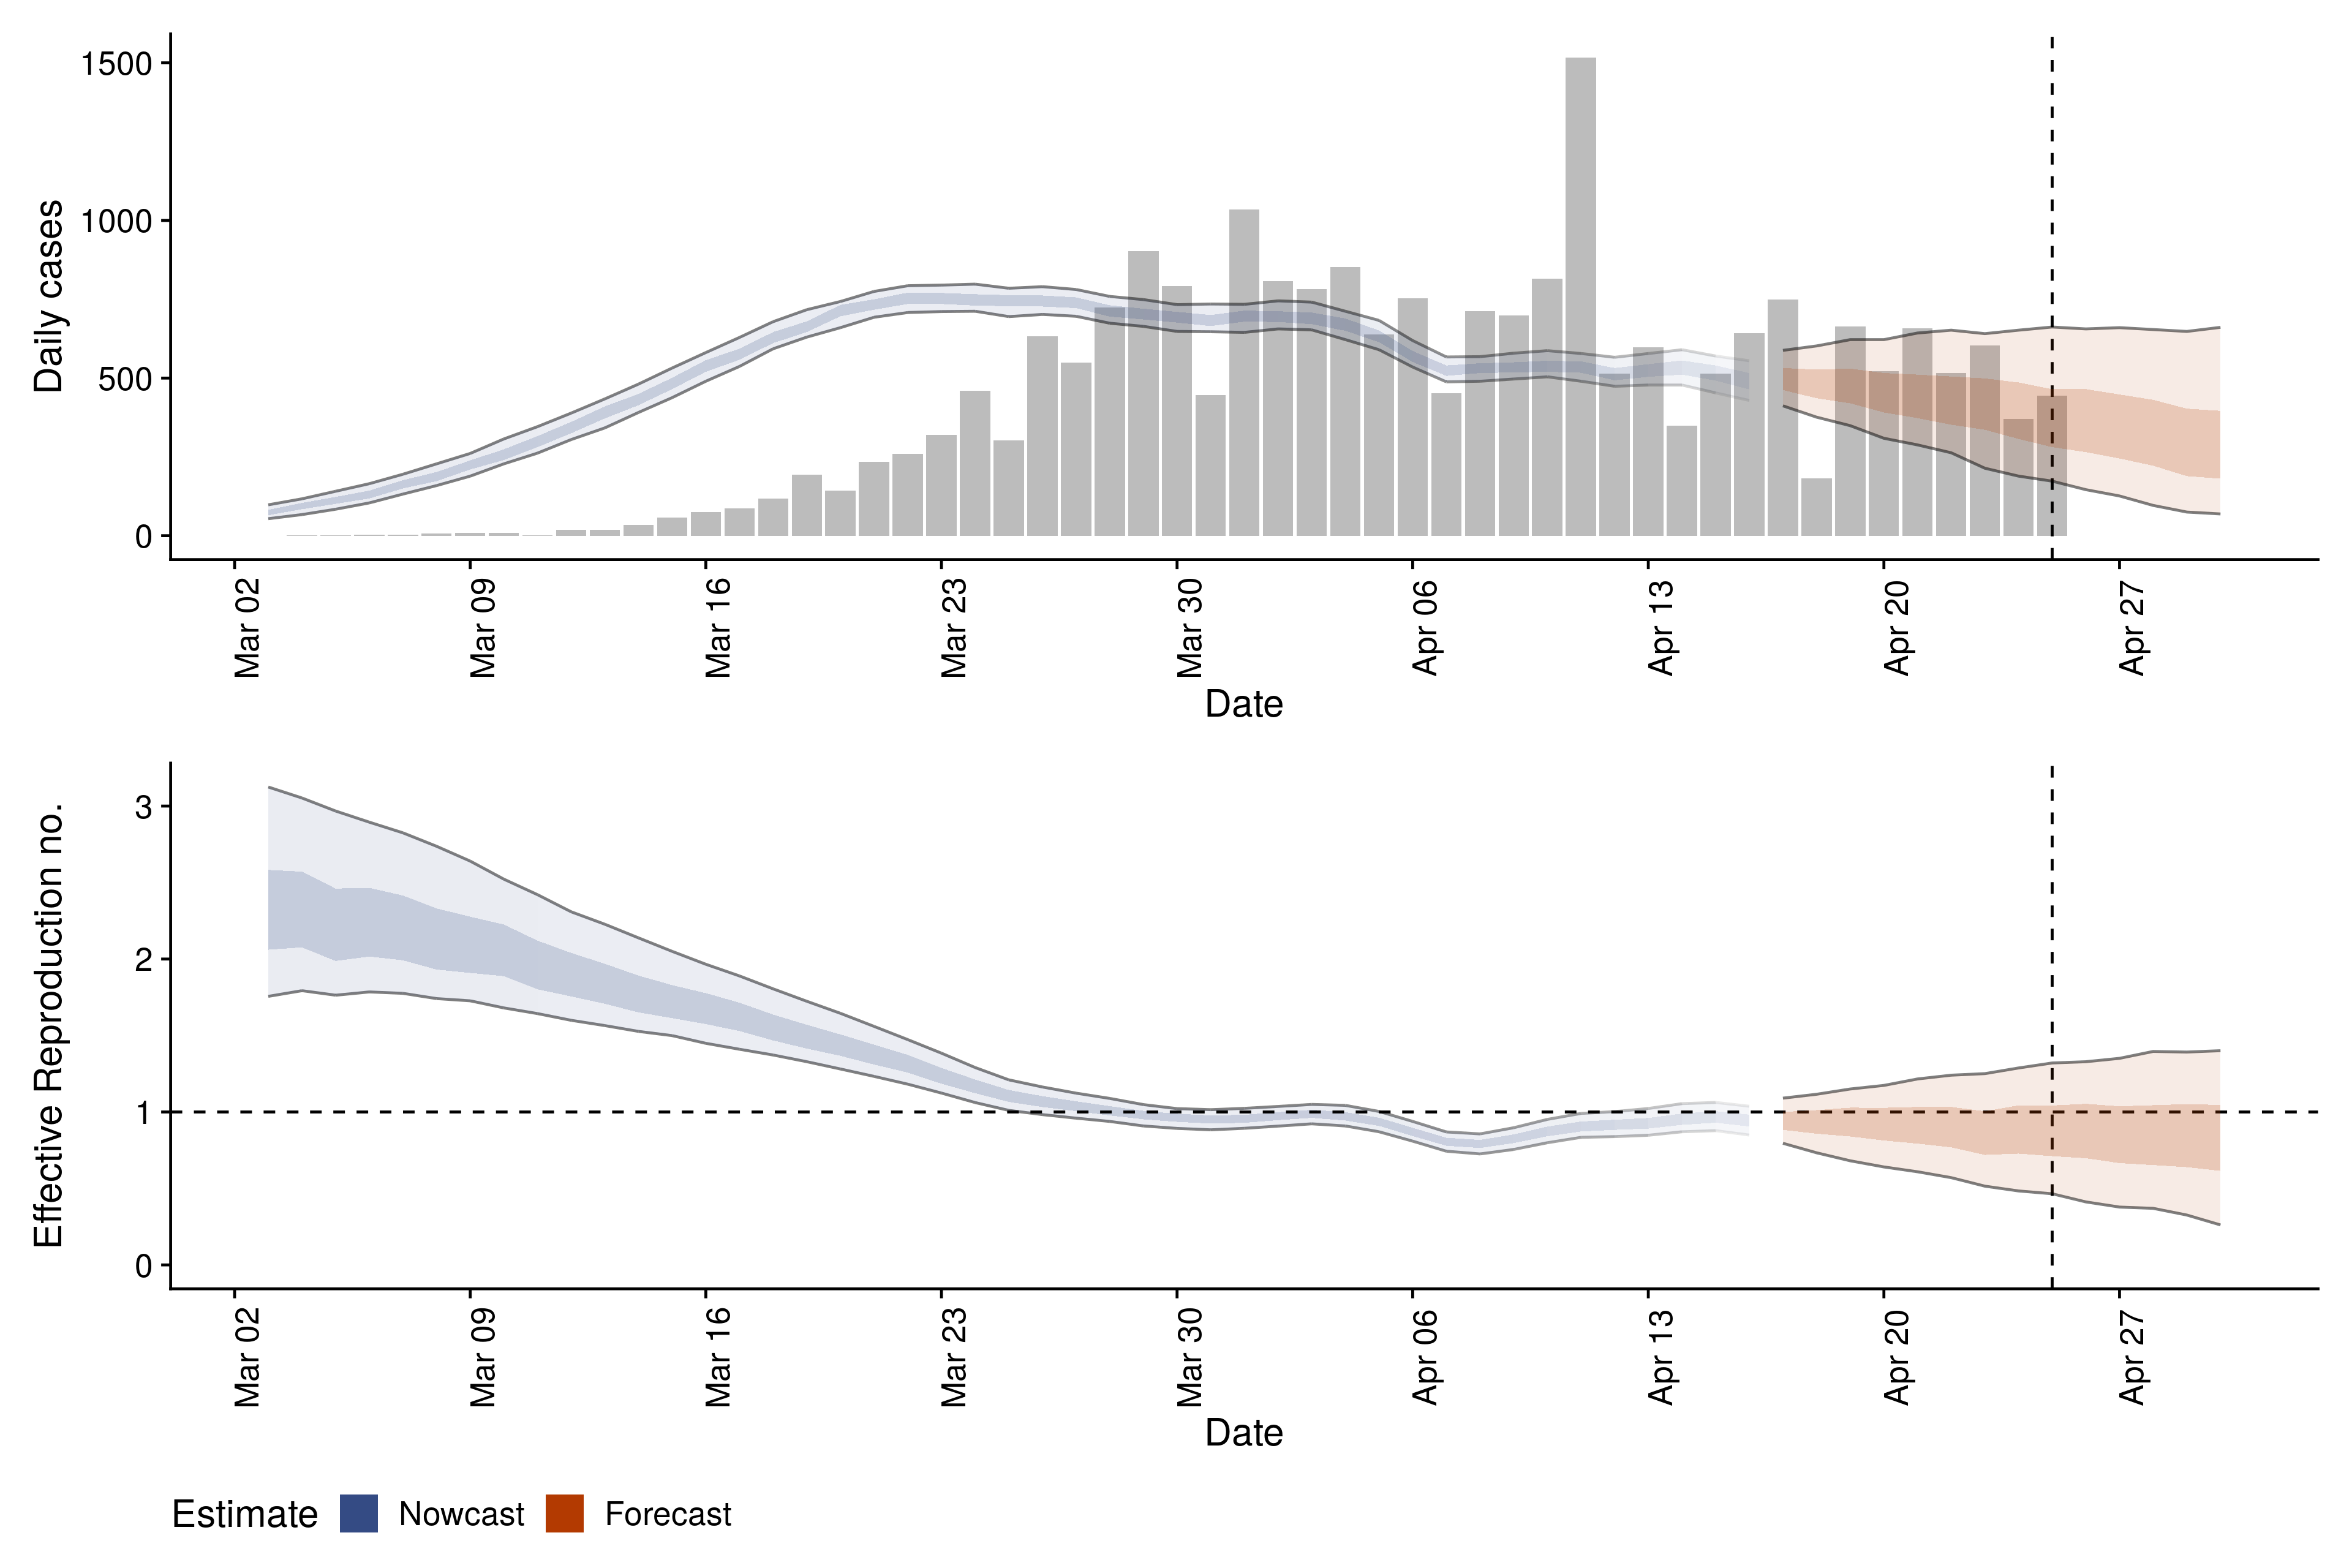 1500
1000
500
0
Daily cases
Mar 02
Mar 09
Mar 16
Mar 23
Mar 30
Apr 06
Apr 13
Apr 20
Apr 27
Date
3
2
1
0
Effective Reproduction no.
Mar 02
Mar 09
Mar 16
Mar 23
Mar 30
Apr 06
Apr 13
Apr 20
Apr 27
Date
Estimate Nowcast Forecast